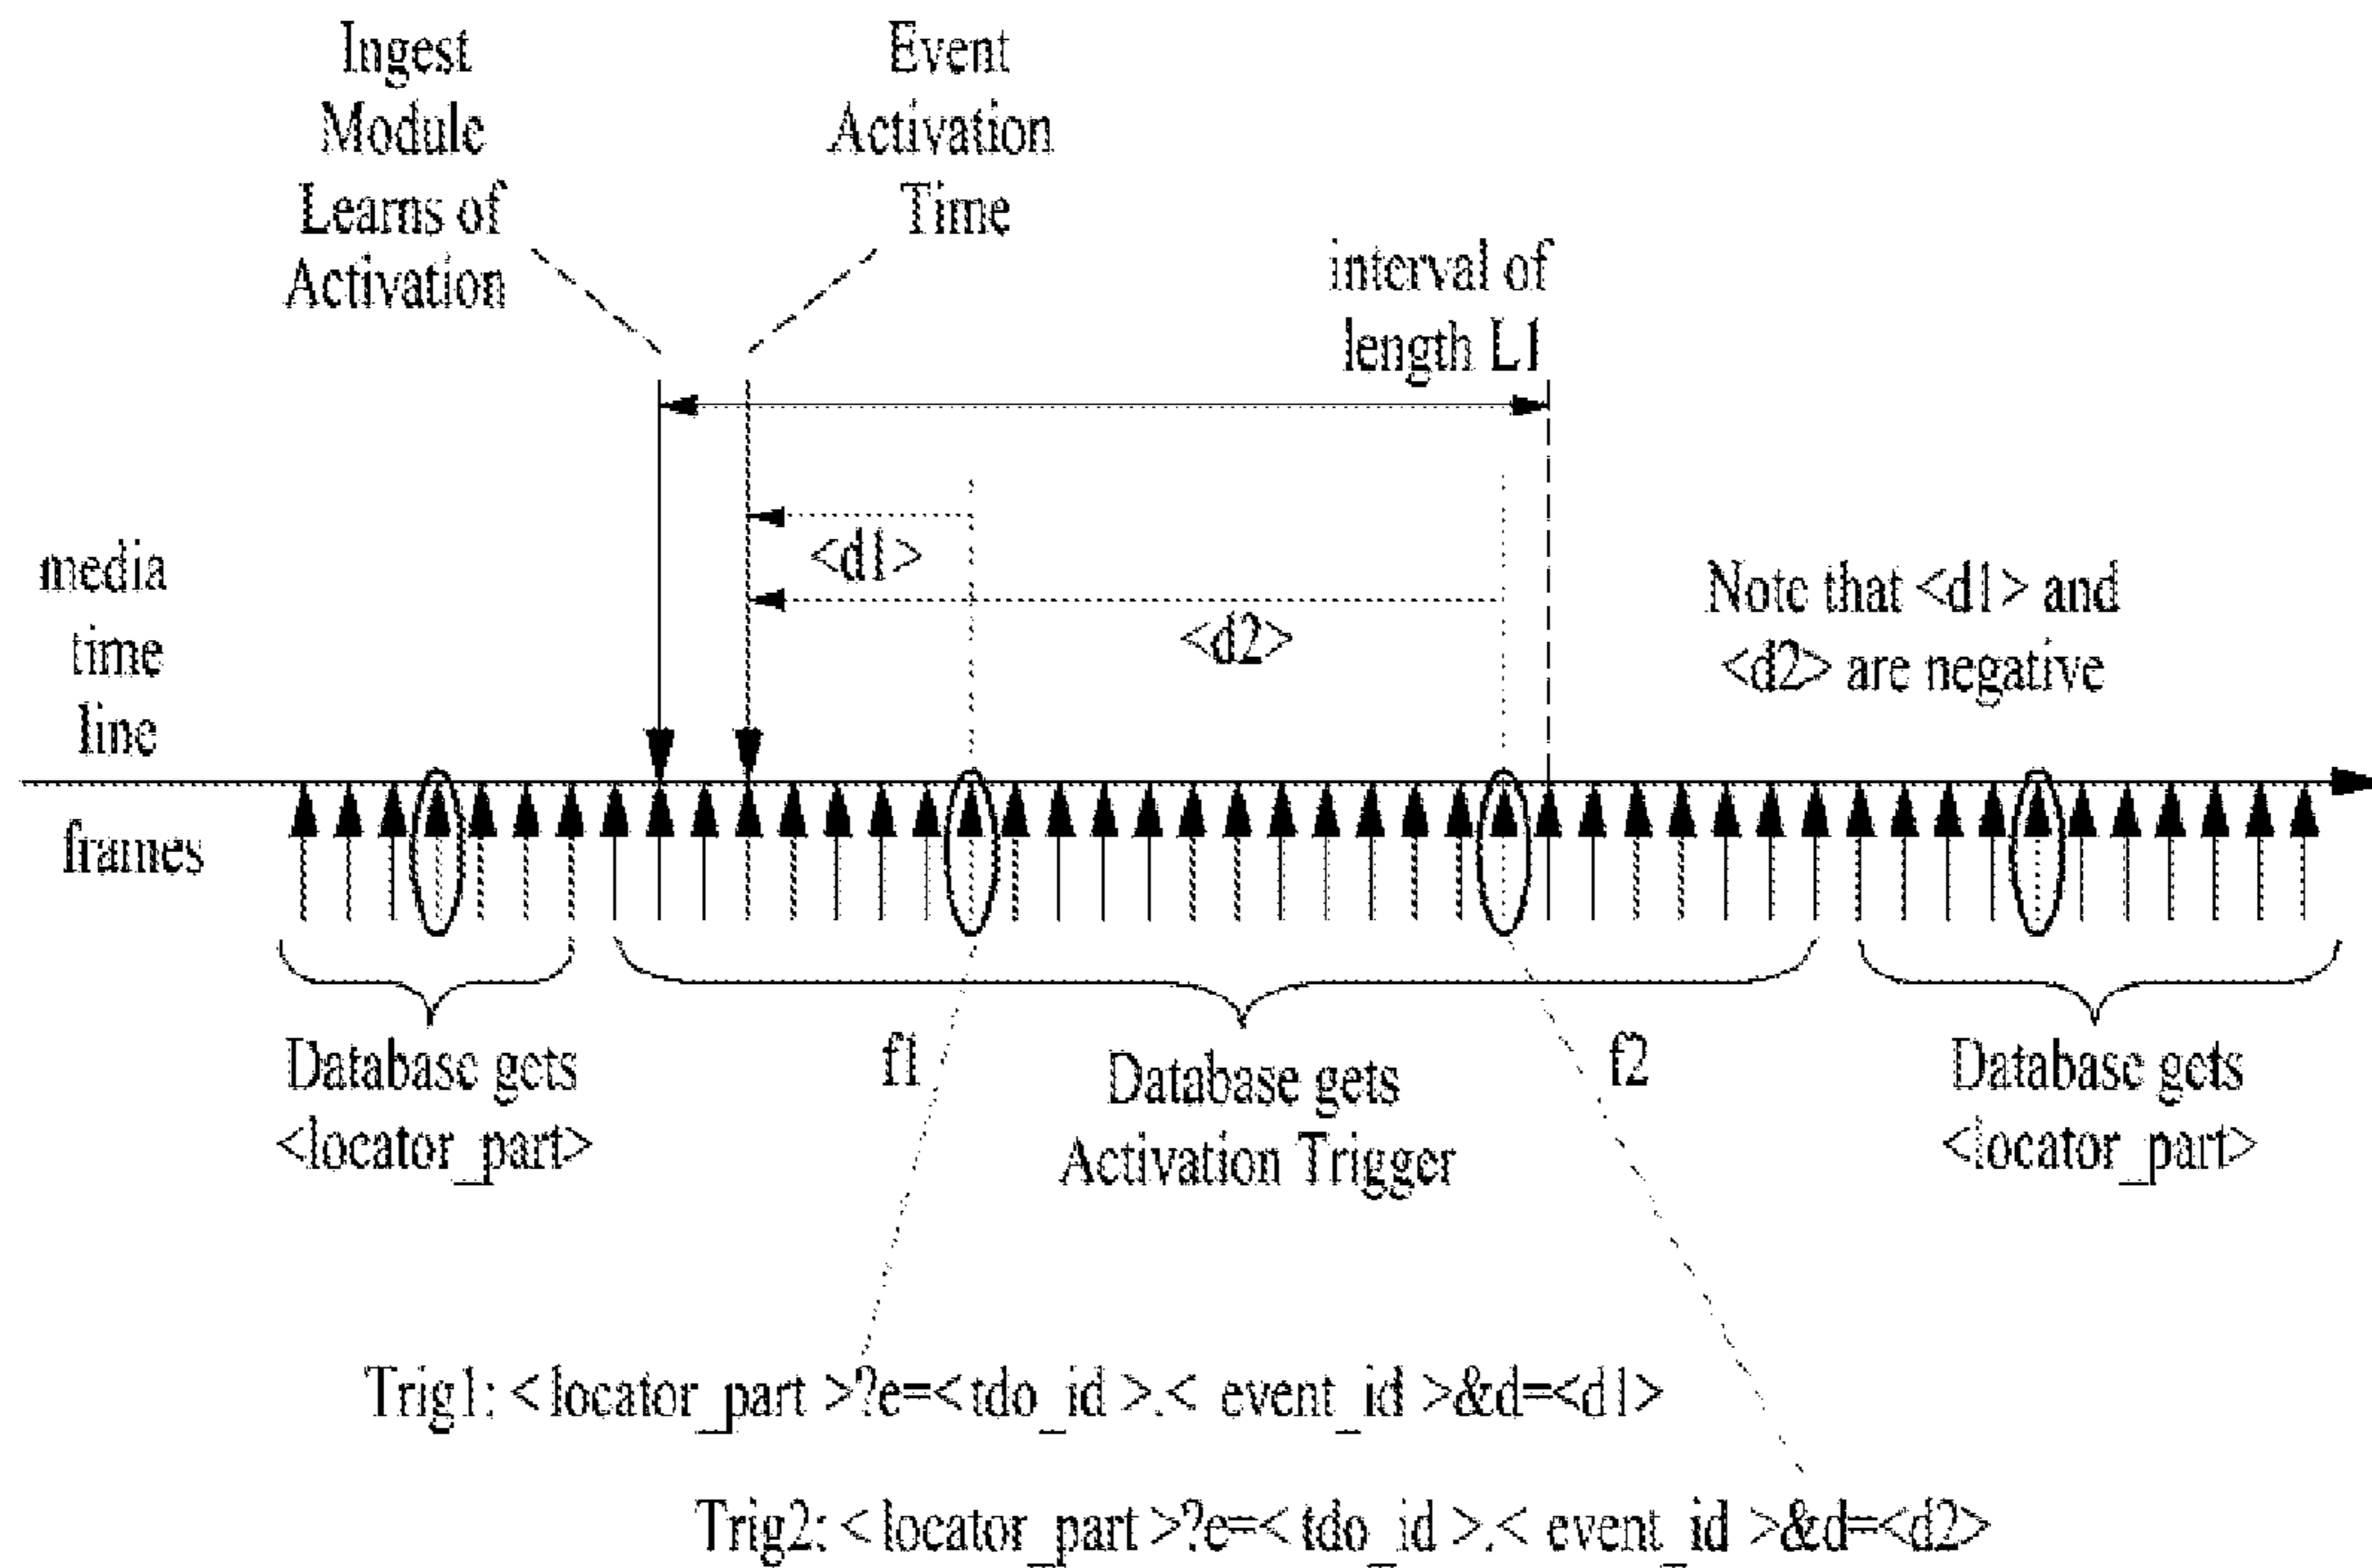 Ingest
Module
Learns of
Activation
Event
Activation
Time
interval of
length L1
<d1>
<d2>
media
time
line
Note that <d1> and
<d2> are negative
frames
Database gets
<locator_part>
f1
Database gets
Activation Trigger
f2
Database gets
<locator_part>
Trig1: <locator_part >?e=<tdo_id >.< event_id >&d=<d1>
Trig2: <locator_part >?e=<tdo_id >.< event_id >&d=<d2>